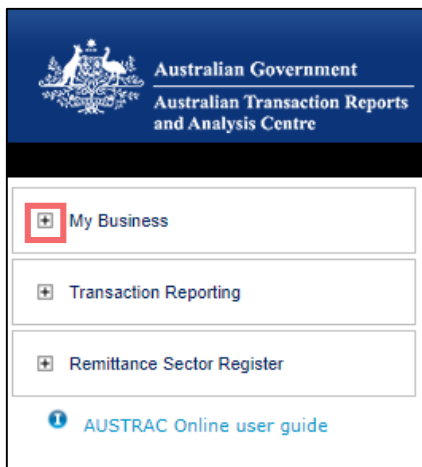 Australian Government
Australian Transaction Reports
and Analysis Centre
My Business
Transaction Reporting
Remittance Sector Register
AUSTRAC Online user guide